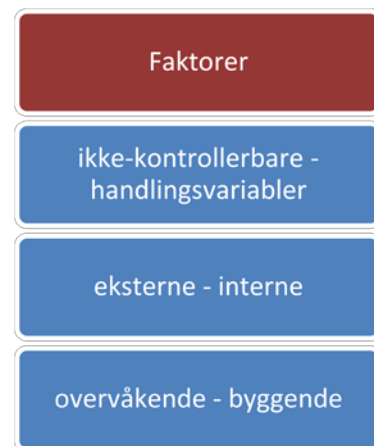 Faktorer
ikke-kontrollerbare -
handlingsvariabler
eksterne - interne
overvåkende - byggende